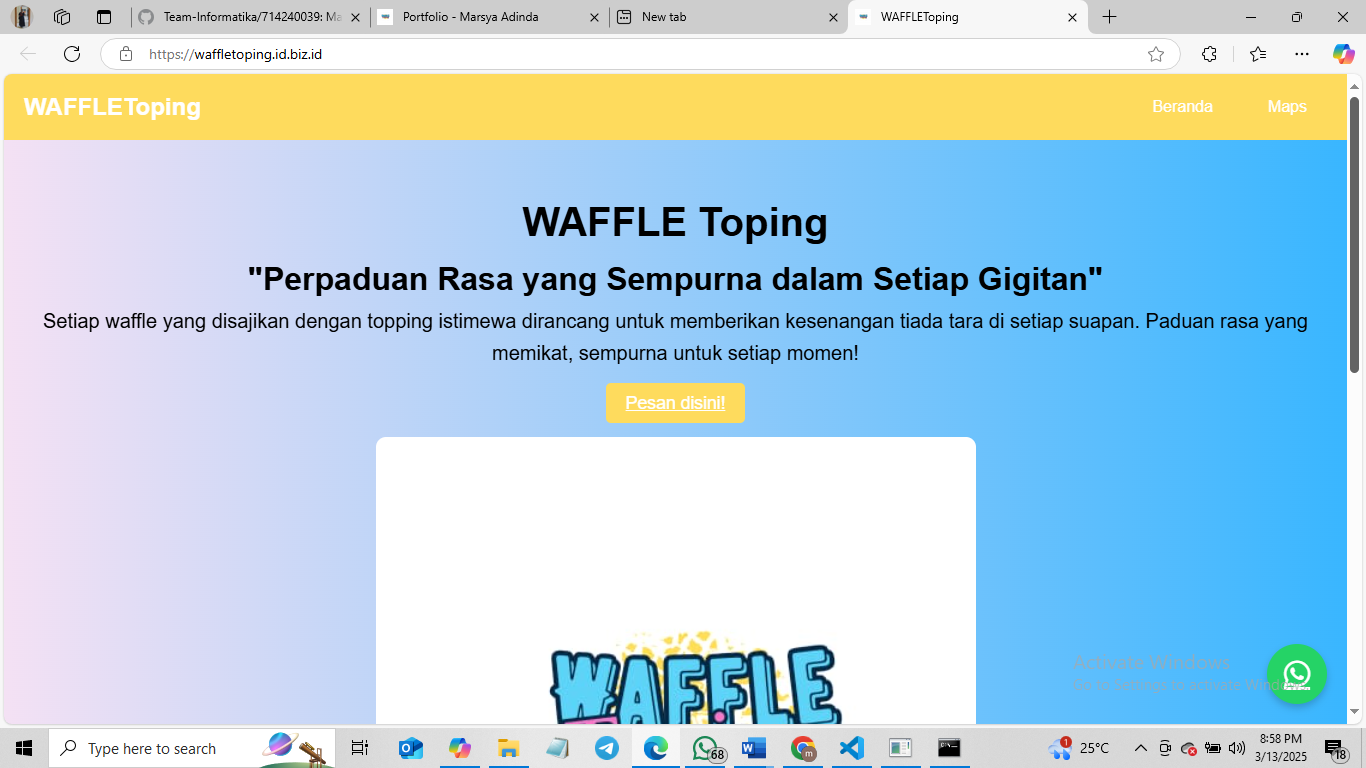 Team-Informatika/714240039: Ma
Portfolio - Marsya Adinda
New tab
WAFFLEToping
https://waffletoping.id.biz.id
WAFFLEToping
Beranda
Maps
WAFFLE Toping
"Perpaduan Rasa yang Sempurna dalam Setiap Gigitan"
Setiap waffle yang disajikan dengan topping istimewa dirancang untuk memberikan kesenangan tiada tara di setiap suapan. Paduan rasa yang
memikat, sempurna untuk setiap momen!
Pesan disini!
WAFFLE
Activate Windows
Go to Settings to activate Windows.
Type here to search
68
1
25°C
8:58 PM
3/13/2025
18